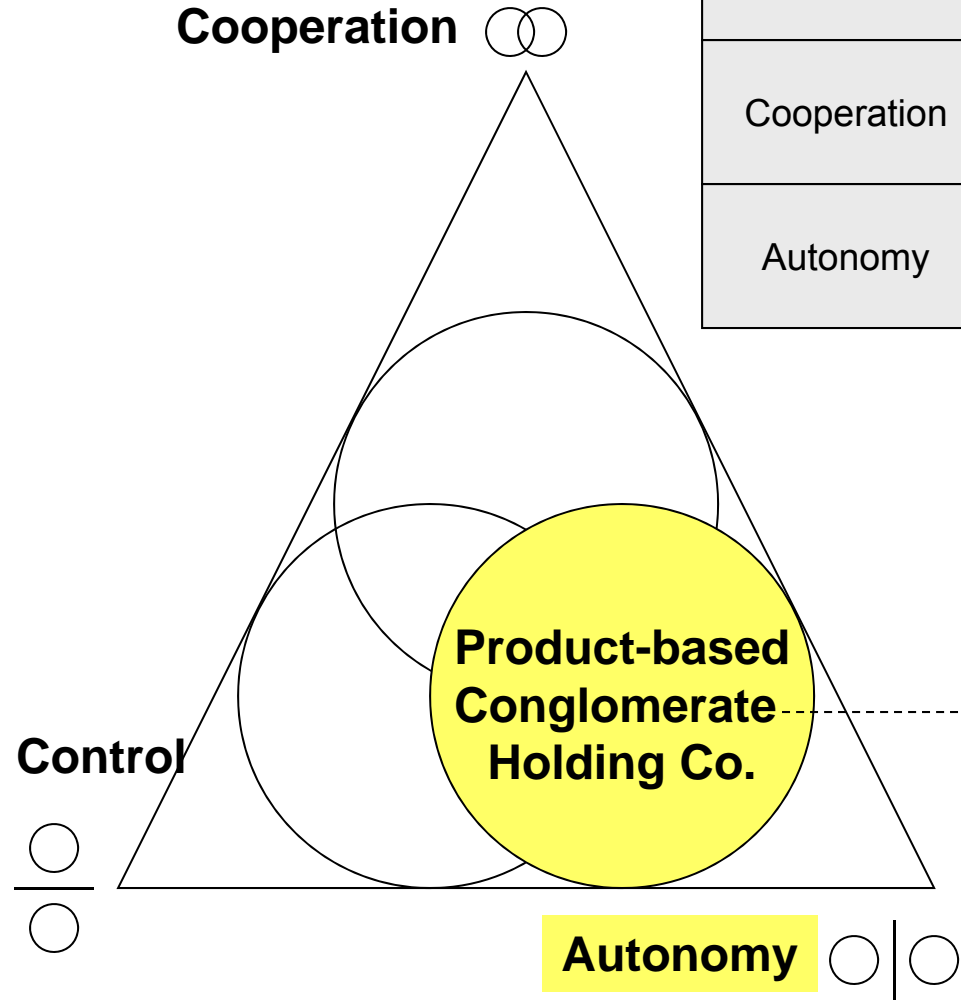 Cooperation
Cooperation
Autonomy
Product-based
Conglomerate
Holding Co.
Control
Autonomy